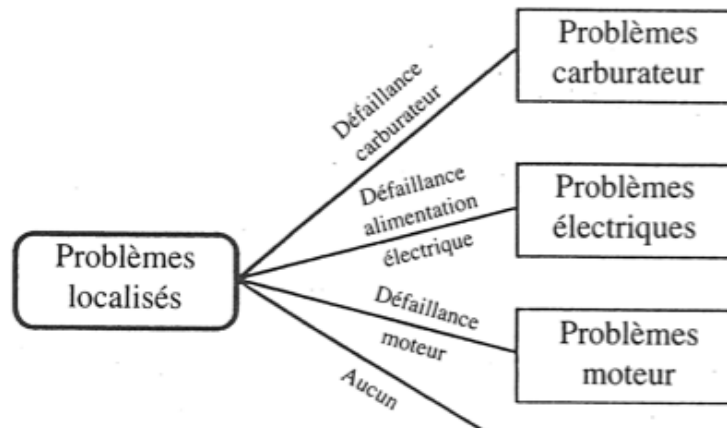 Problèmes
carburateur
Défaillance
carburateur
Problèmes
électriques
Défaillance
alimentation
électrique
Problèmes
localisés
Défaillance
moteur
Problèmes
moteur
Aucun